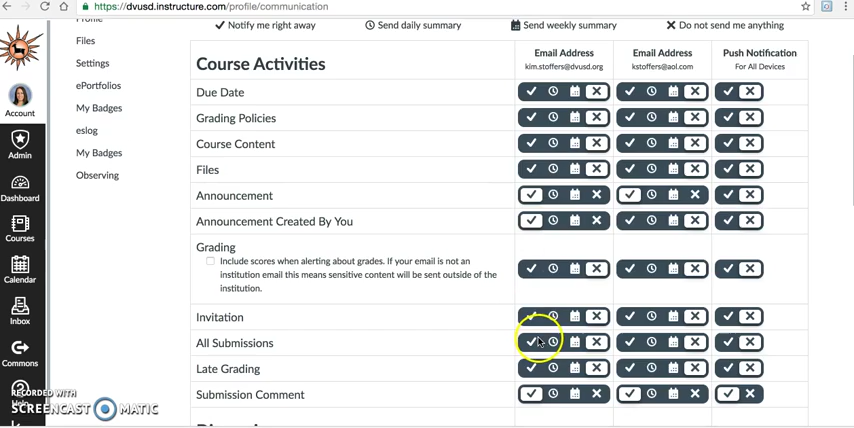 https://dvusd.instructure.com/profile/communication
Notify me right away Send daily summary Send weekly summary Do not send me anything
Profile
Files
Settings
ePortfolios
My Badges
eslog
My Badges
Observing
Account
Admin
Dashboard
Courses
Calendar
Inbox
Commons
Help
Course Activities
Email Address
kim.stoffers@dvusd.org
Email Address
kstoffers@aol.com
Push Notification
For All Devices
Due Date
Grading Policies
Course Content
Files
Announcement
Announcement Created By You
Grading
Include scores when alerting about grades. If your email is not an
institution email this means sensitive content will be sent outside of the
institution.
Invitation
All Submissions
Late Grading
Submission Comment
RECORDED WITH
SCREENCAST MATIC